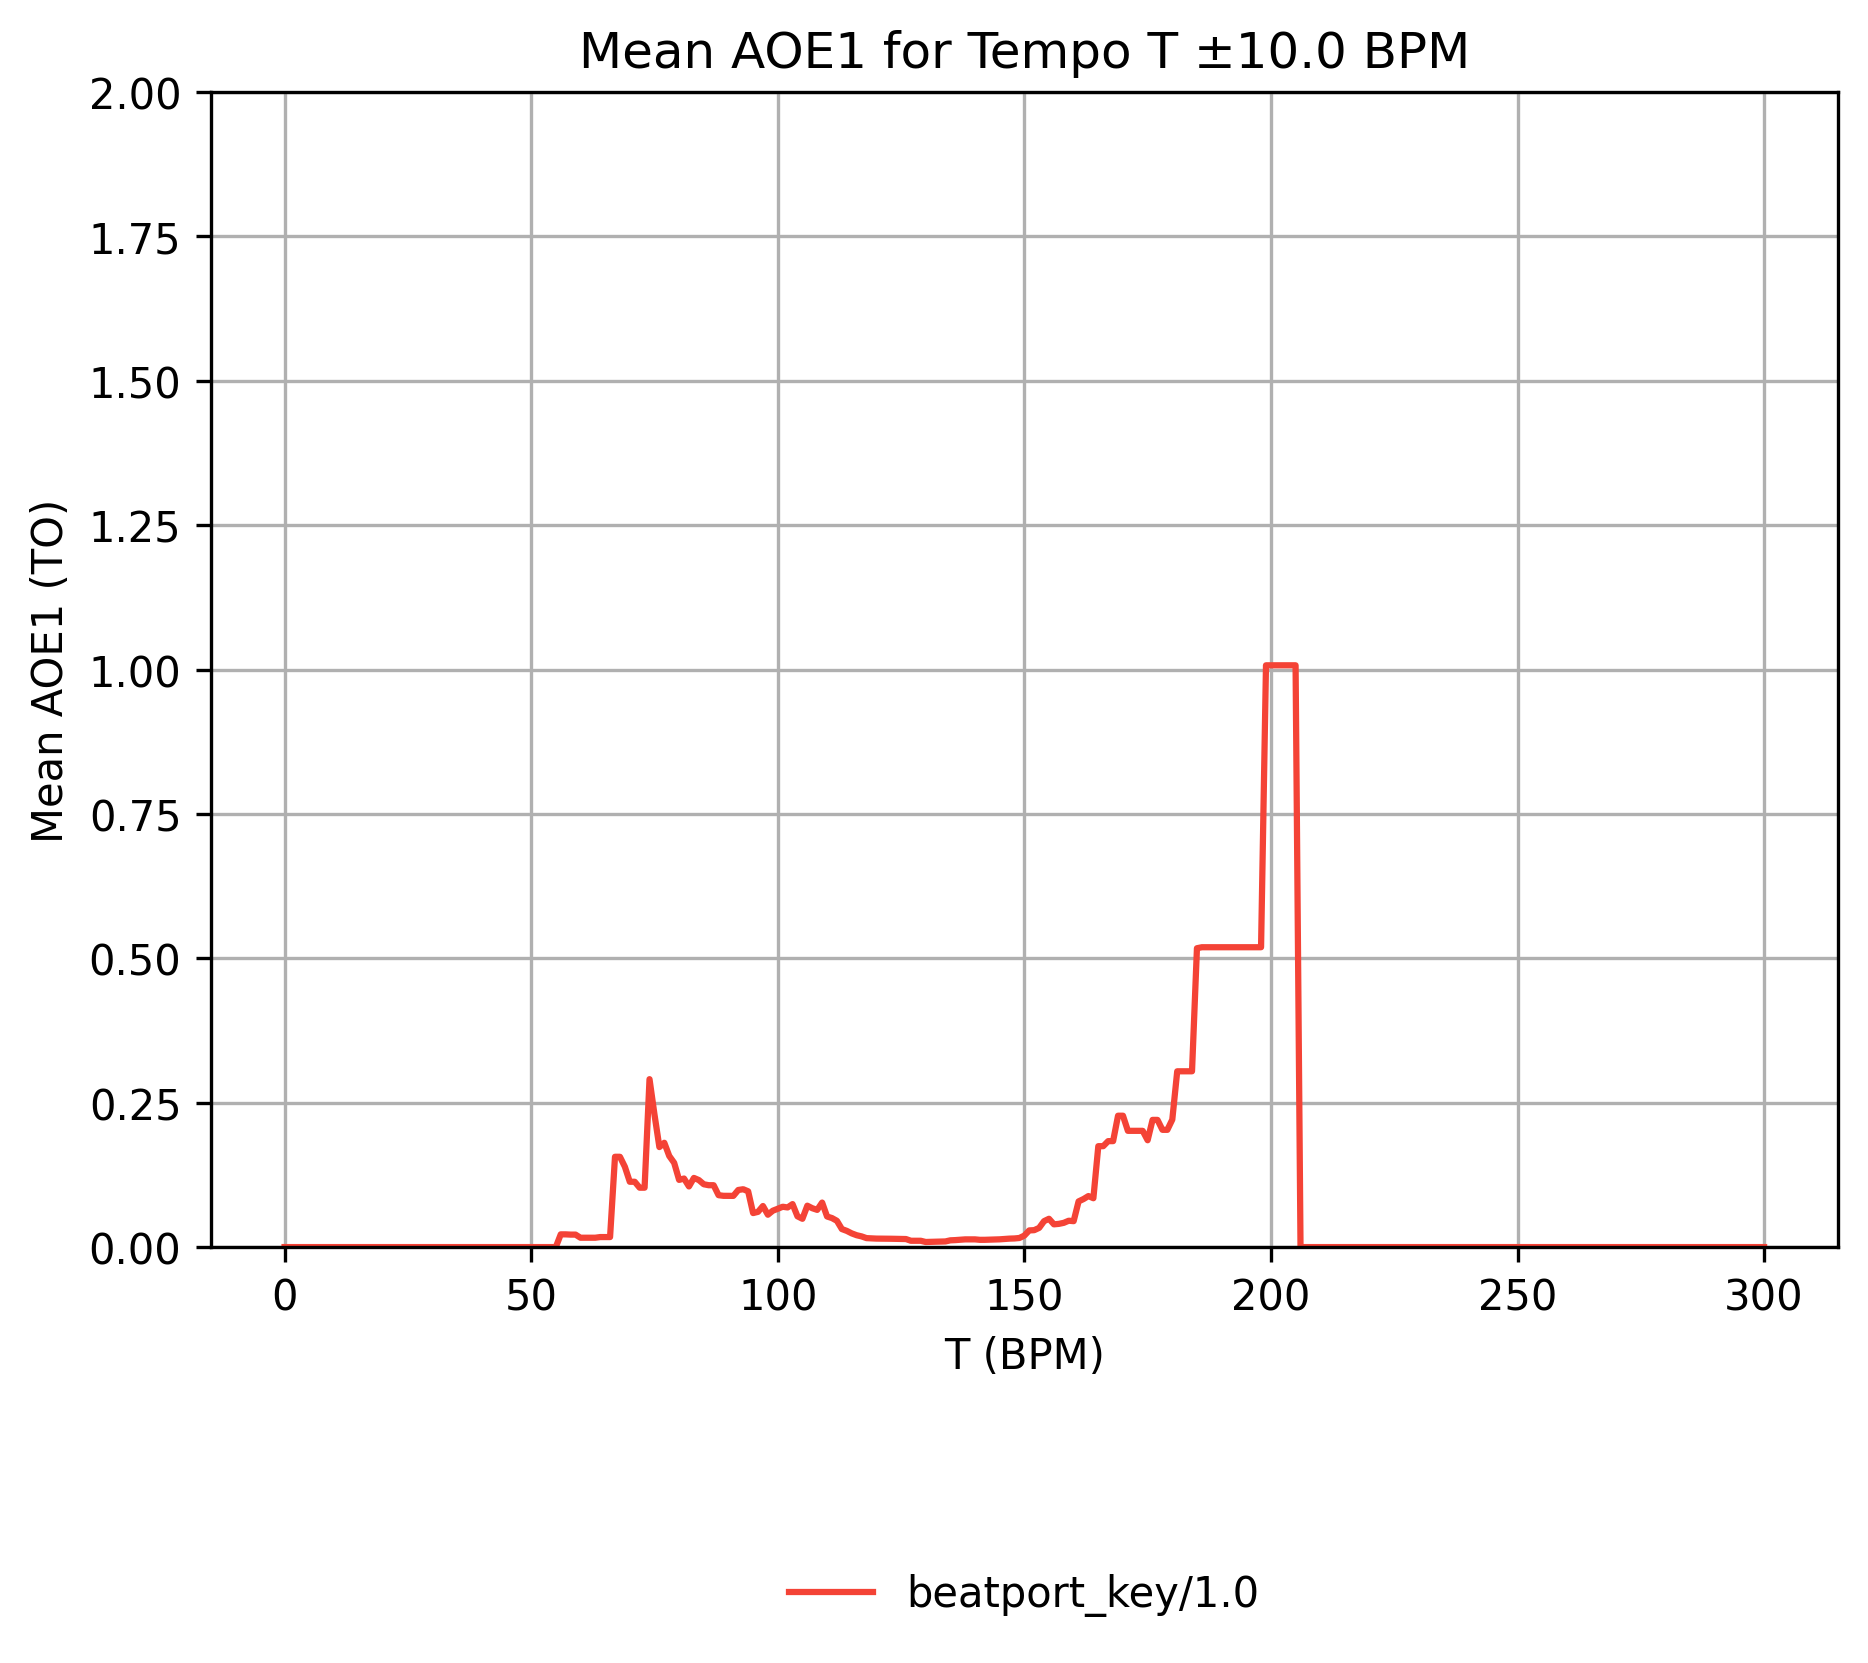 Mean AOE1 for Tempo T ±10.0 BPM
Mean AOE1 (TO)
2.00
1.75
1.50
1.25
1.00
0.75
0.50
0.25
0.00
0 50 100 150 200 250 300
T (BPM)
beatport_key/1.0